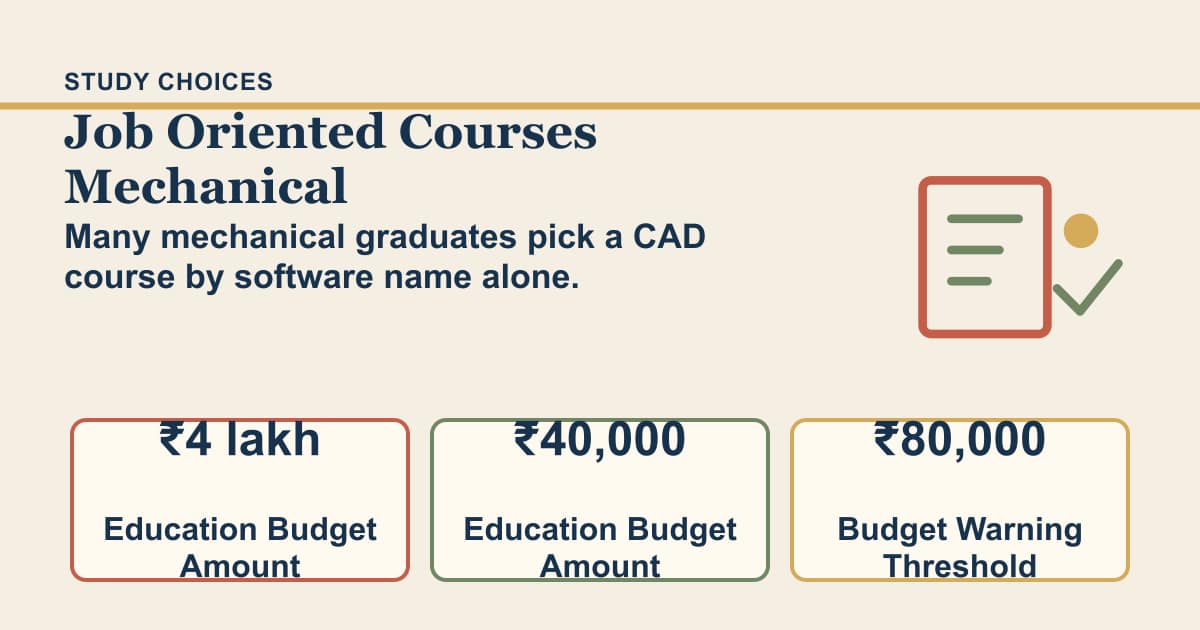 STUDY CHOICES
Job Oriented Courses
Mechanical
Many mechanical graduates pick a CAD
course by software name alone.
₹4 lakh
Education Budget
Amount
₹40,000
Education Budget
Amount
₹80,000
Budget Warning
Threshold